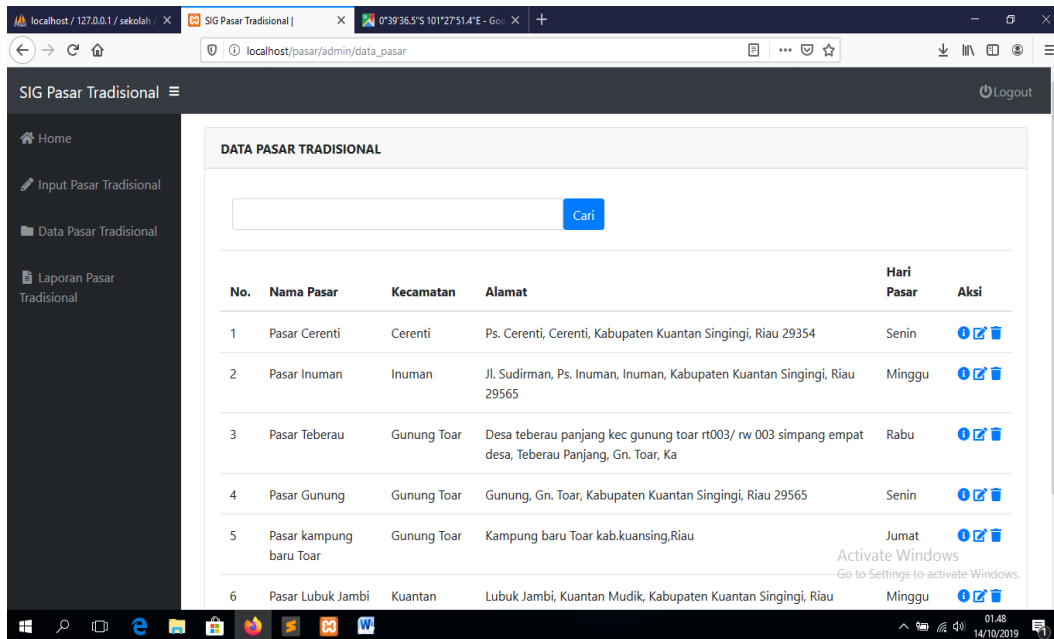 localhost / 127.0.0.1 / sekolah /
SIG Pasar Tradisional |
0°39'36.5"S 101°27'51.4"E - Goo
localhost/pasar/admin/data_pasar
SIG Pasar Tradisional
Logout
Home
Input Pasar Tradisional
Data Pasar Tradisional
Laporan Pasar
Tradisional
DATA PASAR TRADISIONAL
Cari
No. Nama Pasar Kecamatan Alamat Hari Pasar Aksi
1 Pasar Cerenti Cerenti Ps. Cerenti, Cerenti, Kabupaten Kuantan Singingi, Riau 29354 Senin
2 Pasar Inuman Inuman Jl. Sudirman, Ps. Inuman, Inuman, Kabupaten Kuantan Singingi, Riau Minggu
29565
3 Pasar Teberau Gunung Toar Desa teberau panjang kec gunung toar rt003/ rw 003 simpang empat Rabu
desa, Teberau Panjang, Gn. Toar, Ka
4 Pasar Gunung Gunung Toar Gunung, Gn. Toar, Kabupaten Kuantan Singingi, Riau 29565 Senin
5 Pasar kampung Gunung Toar Kampung baru Toar kab.kuansing,Riau Jumat
baru Toar
Activate Windows
Go to Settings to activate Windows.
6 Pasar Lubuk Jambi Kuantan Lubuk Jambi, Kuantan Mudik, Kabupaten Kuantan Singingi, Riau Minggu
01.48
14/10/2019